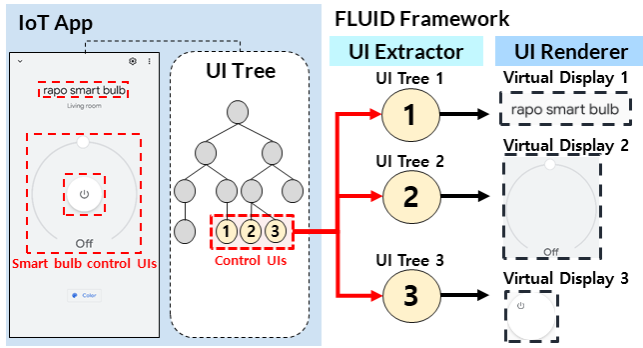 IoT App
FLUID Framework
UI Extractor
UI Renderer
rapo smart bulb
Living room
Off
Smart bulb control UIs
Color
UI Tree
1 2 3
Control UIs
UI Tree 1
1
UI Tree 2
2
UI Tree 3
3
Virtual Display 1
rapo smart bulb
Virtual Display 2
Off
Virtual Display 3